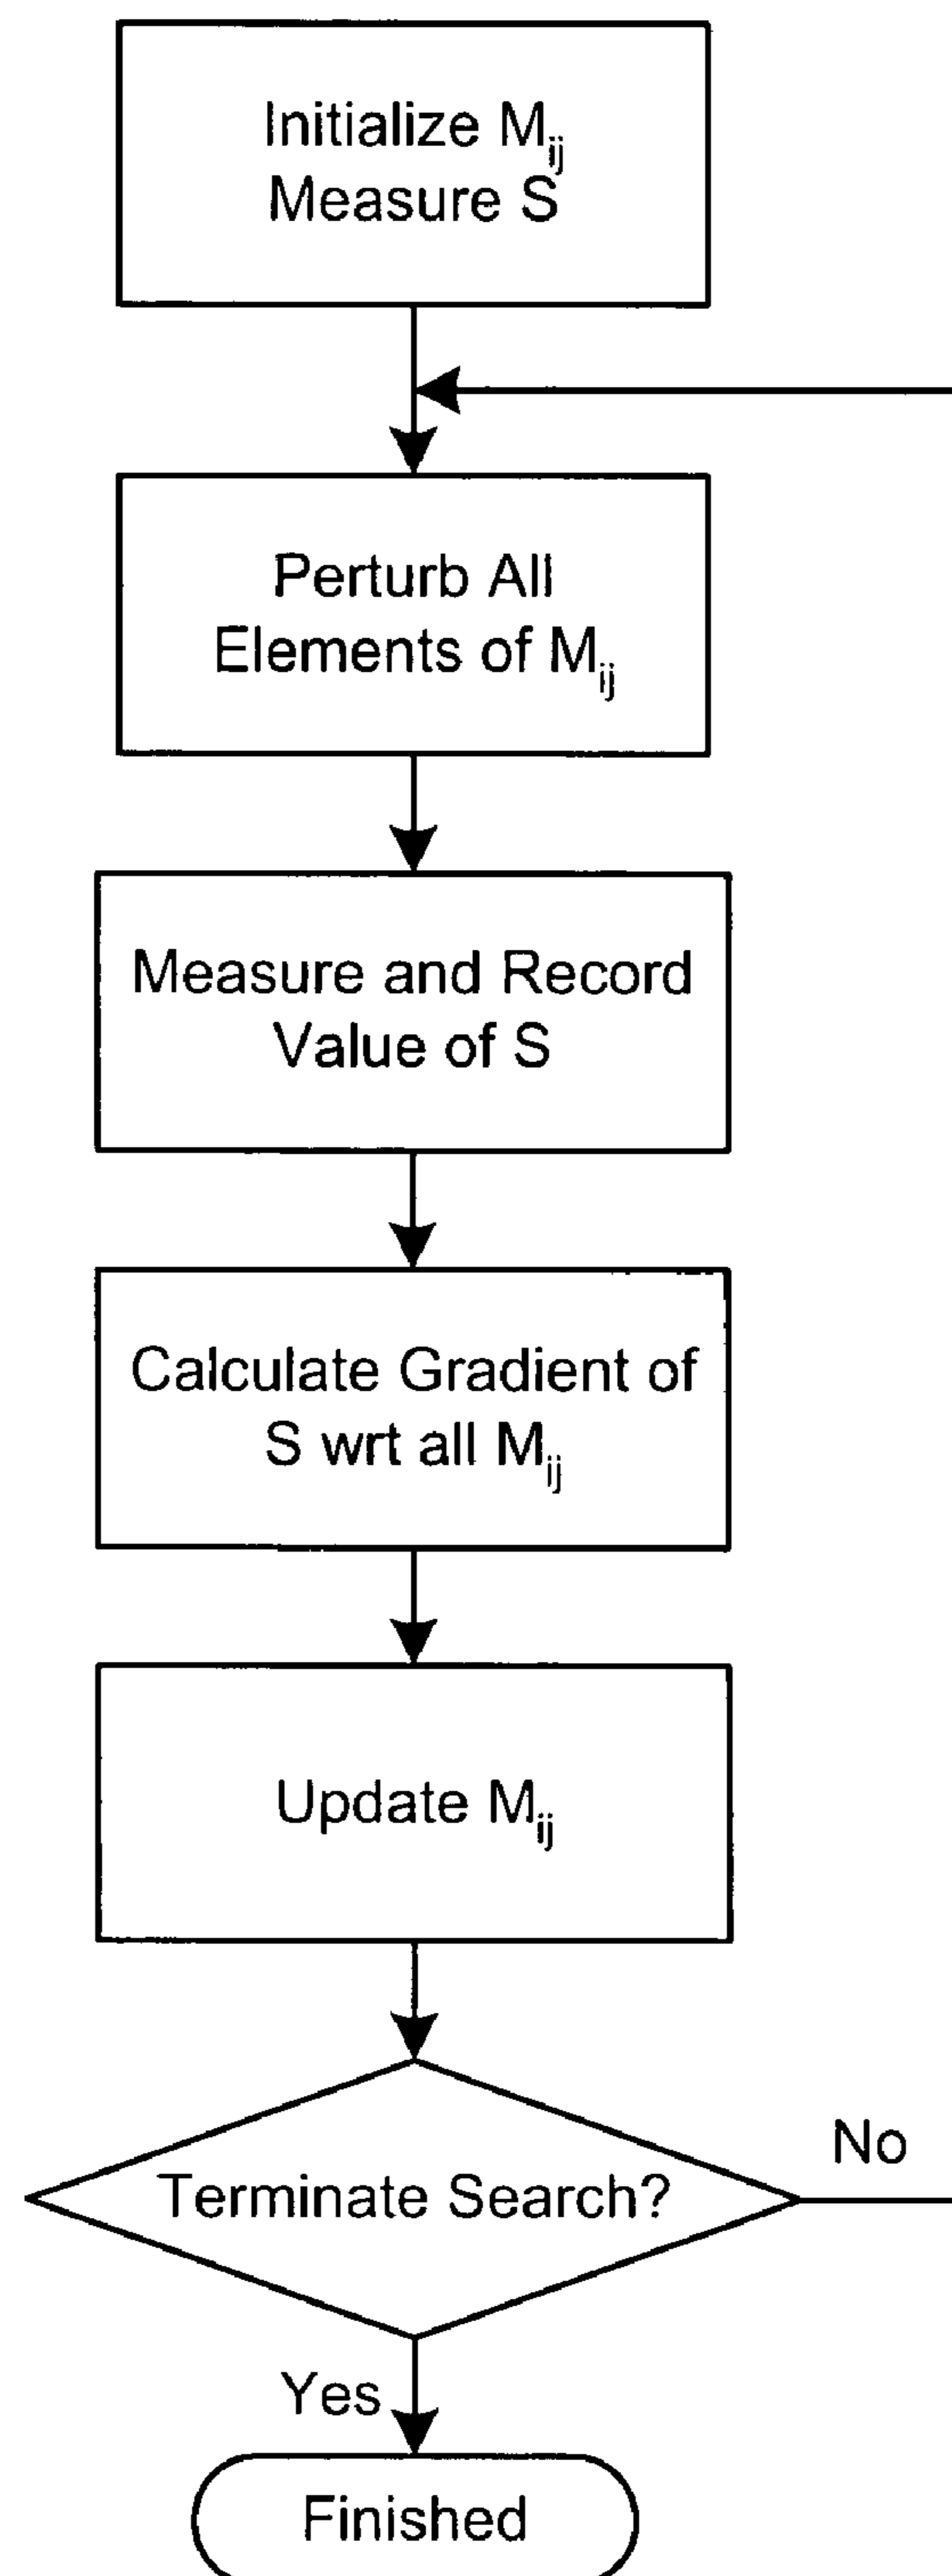 Initialize M_ij
Measure S
Perturb All
Elements of M_ij
Measure and Record
Value of S
Calculate Gradient of
S wrt all M_ij
Update M_ij
Terminate Search?
No
Yes
Finished